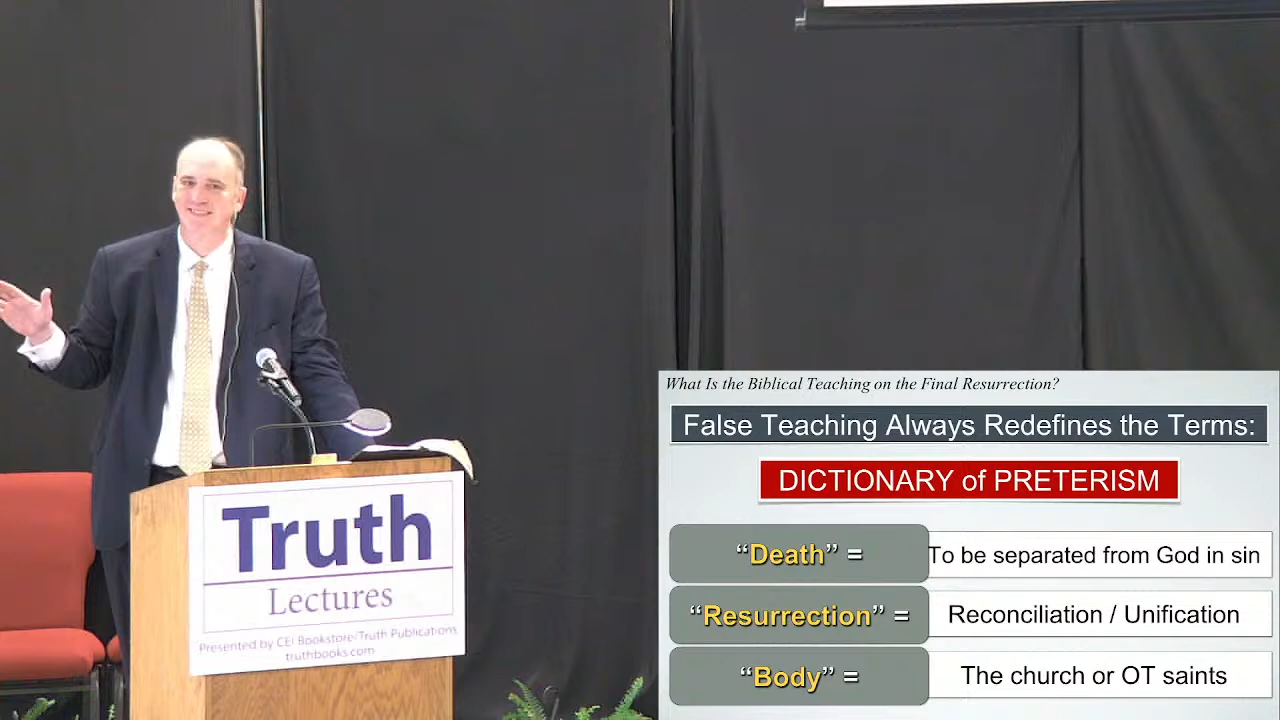 What Is the Biblical Teaching on the Final Resurrection?
False Teaching Always Redefines the Terms:
DICTIONARY of PRETERISM
“Death” = To be separated from God in sin
“Resurrection” = Reconciliation / Unification
“Body” = The church or OT saints
Truth
Lectures
Presented by CEI Bookstore/Truth Publications
truthbooks.com